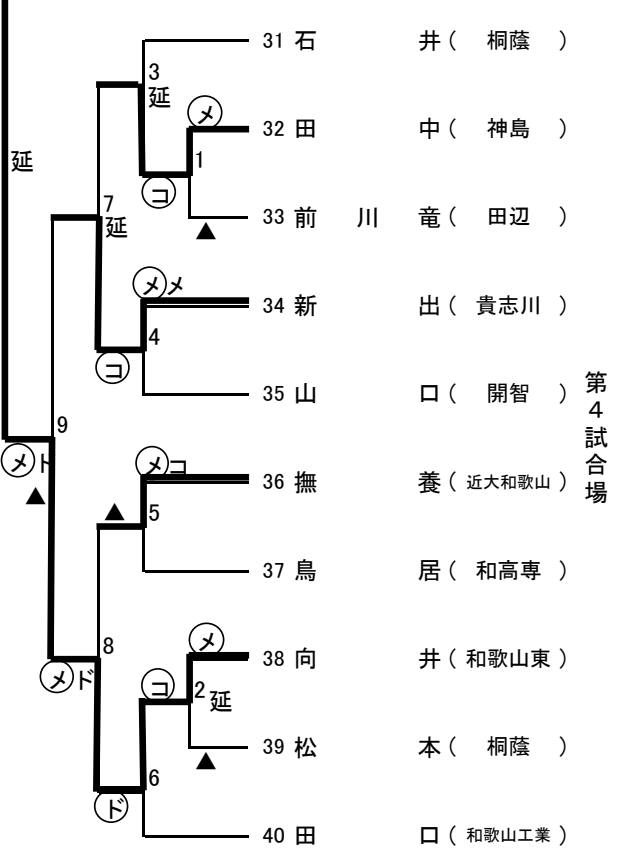 31 石 井 ( 桐蔭 )
3
延
メ
32 田 中 ( 神島 )
1
延
コ
7
延
33 前 川 竜 ( 田辺 )
▲
メメ
34 新 出 ( 貴志川 )
4
コ
35 山 口 ( 開智 )
第4試合場
9
メド
コ
メ
36 撫 養 ( 近大和歌山 )
▲
▲
5
37 鳥 居 ( 和高専 )
メ
8
38 向 井 ( 和歌山東 )
メド
コ
2
延
39 松 本 ( 桐蔭 )
▲
6
ド
40 田 口 ( 和歌山工業 )